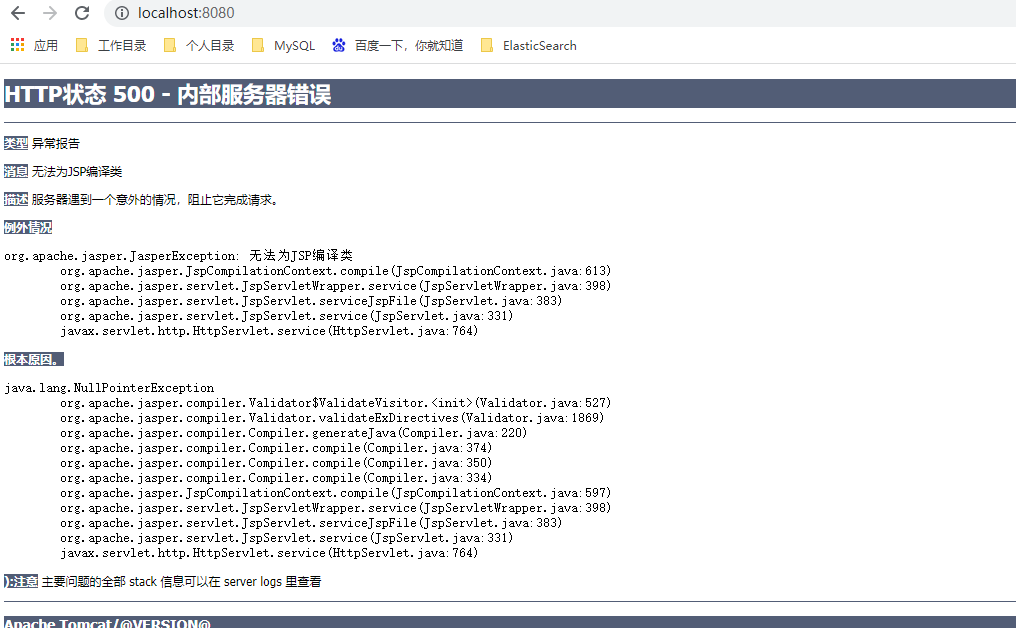 localhost:8080
应用 工作目录 个人目录 MySQL 百度一下，你就知道 ElasticSearch
HTTP状态 500 - 内部服务器错误
类型 异常报告
消息 无法为JSP编译类
描述 服务器遇到一个意外的情况，阻止它完成请求。
例外情况
org.apache.jasper.JasperException: 无法为JSP编译类
org.apache.jasper.JspCompilationContext.compile(JspCompilationContext.java:613)
org.apache.jasper.servlet.JspServletWrapper.service(JspServletWrapper.java:398)
org.apache.jasper.servlet.JspServlet.serviceJspFile(JspServlet.java:383)
org.apache.jasper.servlet.JspServlet.service(JspServlet.java:331)
javax.servlet.http.HttpServlet.service(HttpServlet.java:764)
根本原因。
java.lang.NullPointerException
org.apache.jasper.compiler.Validator$ValidateVisitor.<init>(Validator.java:527)
org.apache.jasper.compiler.Validator.validateExDirectives(Validator.java:1869)
org.apache.jasper.compiler.Compiler.generateJava(Compiler.java:220)
org.apache.jasper.compiler.Compiler.compile(Compiler.java:374)
org.apache.jasper.compiler.Compiler.compile(Compiler.java:350)
org.apache.jasper.compiler.Compiler.compile(Compiler.java:334)
org.apache.jasper.JspCompilationContext.compile(JspCompilationContext.java:597)
org.apache.jasper.servlet.JspServletWrapper.service(JspServletWrapper.java:398)
org.apache.jasper.servlet.JspServlet.serviceJspFile(JspServlet.java:383)
org.apache.jasper.servlet.JspServlet.service(JspServlet.java:331)
javax.servlet.http.HttpServlet.service(HttpServlet.java:764)
):注意 主要问题的全部 stack 信息可以在 server logs 里查看
Apache Tomcat/@VERSION@